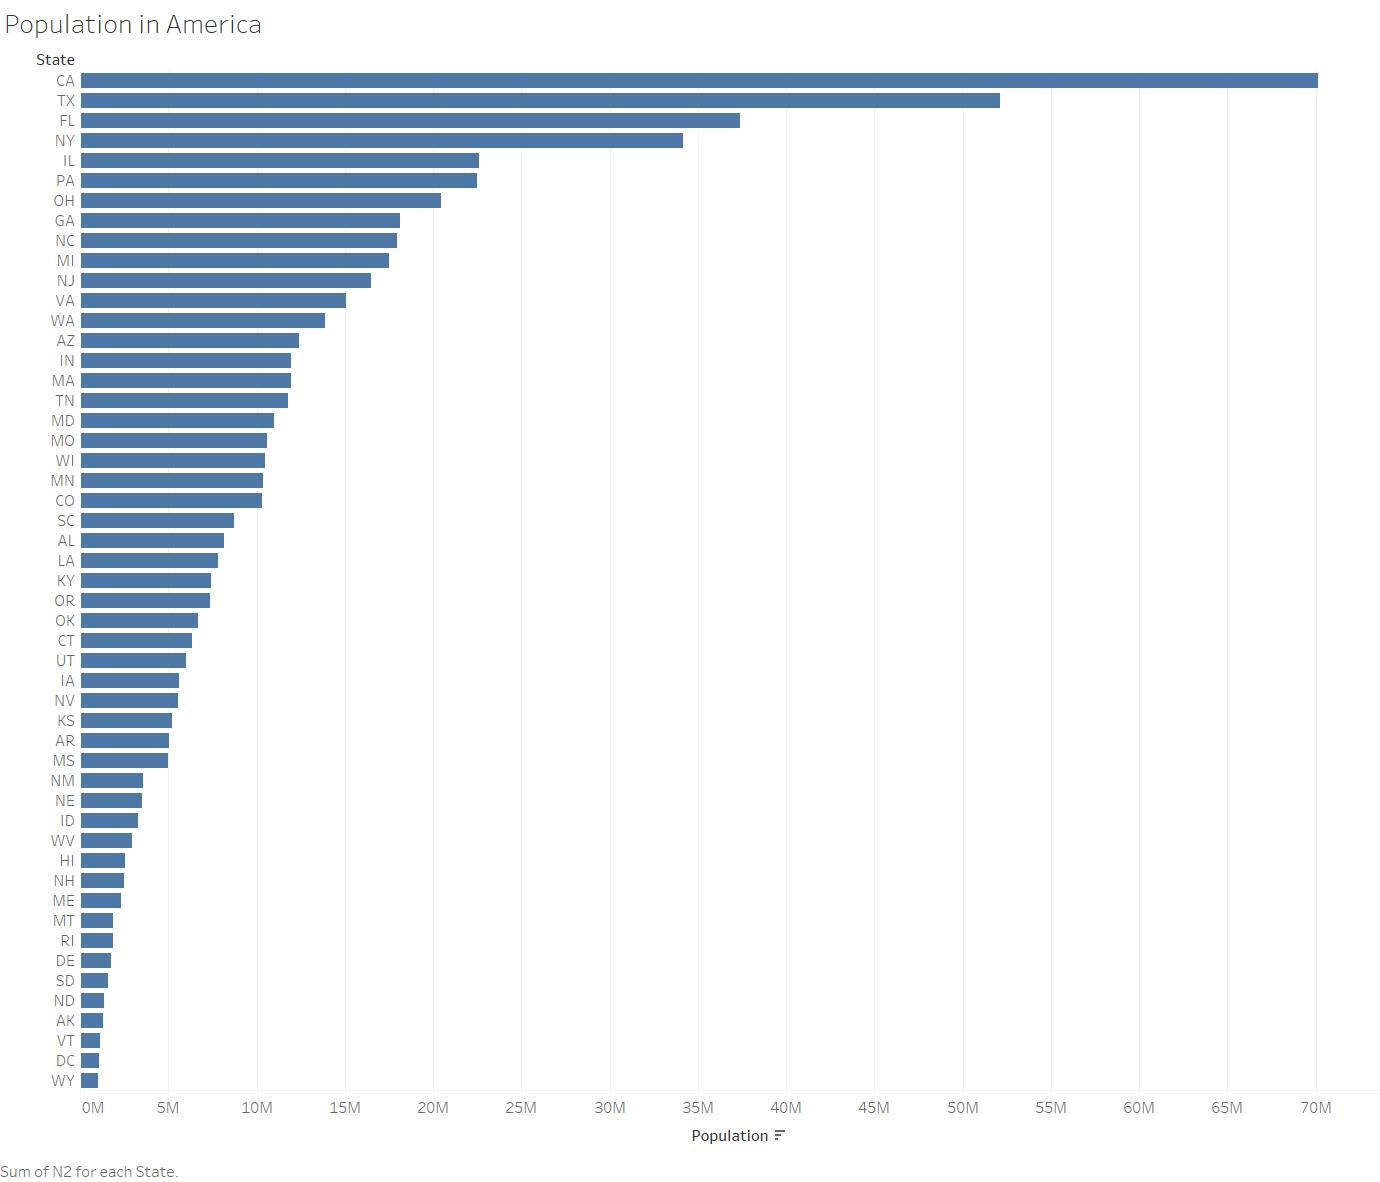 Population in America
State
CA
TX
FL
NY
IL
PA
OH
GA
NC
MI
NJ
VA
WA
AZ
IN
MA
TN
MD
MO
WI
MN
CO
SC
AL
LA
KY
OR
OK
CT
UT
IA
NV
KS
AR
MS
NM
NE
ID
WV
HI
NH
ME
MT
RI
DE
SD
ND
AK
VT
DC
WY
0M 5M 10M 15M 20M 25M 30M 35M 40M 45M 50M 55M 60M 65M 70M
Population
Sum of N2 for each State.